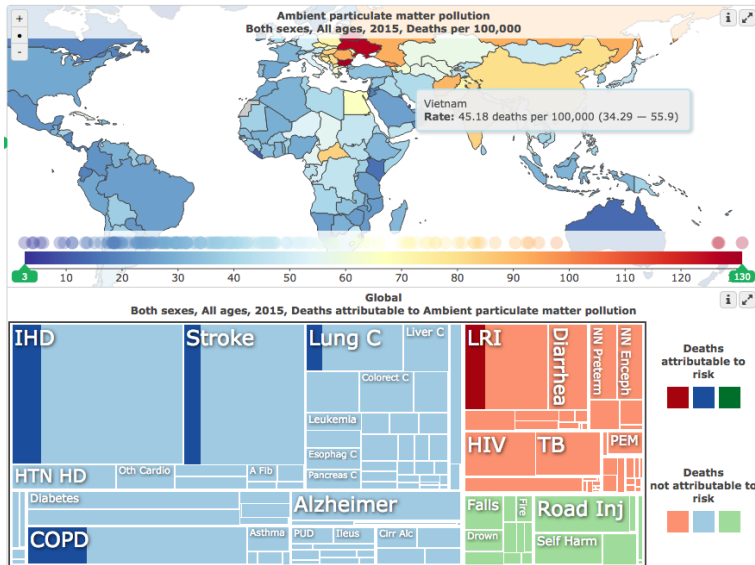 Ambient particulate matter pollution
Both sexes, All ages, 2015, Deaths per 100,000
+
−
i
Vietnam
Rate: 45.18 deaths per 100,000 (34.29 — 55.9)
3
10
20
30
40
50
60
70
80
90
100
110
120
130
Global
Both sexes, All ages, 2015, Deaths attributable to Ambient particulate matter pollution
i
IHD
Stroke
Lung C
Liver C
Colorect C
Leukemia
Esophag C
Pancreas C
HTN HD
Oth Cardio
A Fib
Diabetes
Alzheimer
COPD
Asthma
PUD
Ileus
Cirr Alc
LRI
Diarrhea
NN Preterm
NN Enceph
HIV
TB
PEM
Falls
Fire
Drown
Road Inj
Self Harm
Deaths
attributable to
risk
Deaths
not attributable to
risk